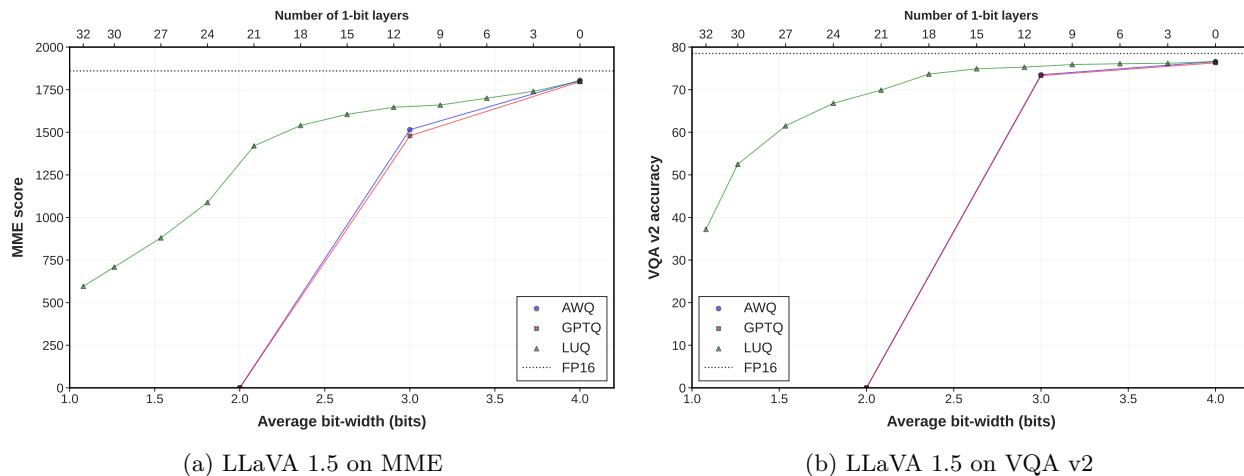 Number of 1-bit layers
32 30 27 24 21 18 15 12 9 6 3 0
2000
1750
1500
1250
1000
750
500
250
0
MME score
AWQ
GPTQ
LUQ
FP16
1.0 1.5 2.0 2.5 3.0 3.5 4.0
Average bit-width (bits)
(a) LLaVA 1.5 on MME
Number of 1-bit layers
32 30 27 24 21 18 15 12 9 6 3 0
80
70
60
50
40
30
20
10
0
VQA v2 accuracy
AWQ
GPTQ
LUQ
FP16
1.0 1.5 2.0 2.5 3.0 3.5 4.0
Average bit-width (bits)
(b) LLaVA 1.5 on VQA v2